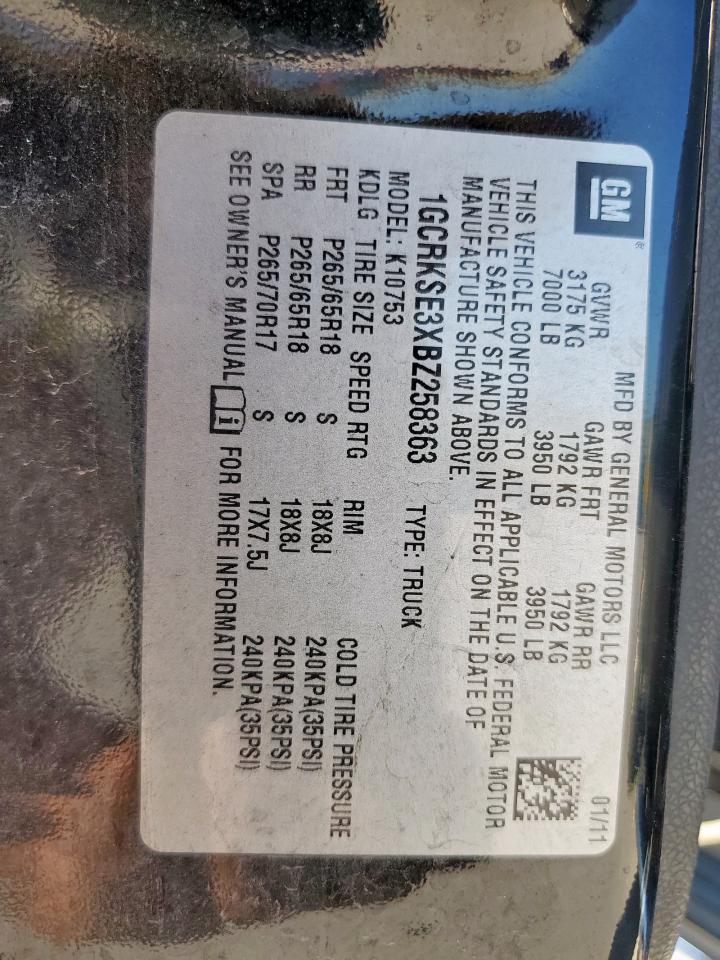 GM®
MFD BY GENERAL MOTORS LLC 01/11
GVWR GAWR FRT GAWR RR
3175 KG 1792 KG 1792 KG
7000 LB 3950 LB 3950 LB
THIS VEHICLE CONFORMS TO ALL APPLICABLE U.S. FEDERAL MOTOR
VEHICLE SAFETY STANDARDS IN EFFECT ON THE DATE OF
MANUFACTURE SHOWN ABOVE.
1GCRKSE3XBZ258363 TYPE: TRUCK
MODEL: K10753
KDLG TIRE SIZE SPEED RTG RIM COLD TIRE PRESSURE
FRT P265/65R18 S 18X8J 240KPA(35PSI)
RR P265/65R18 S 18X8J 240KPA(35PSI)
SPA P265/70R17 S 17X7.5J 240KPA(35PSI)
SEE OWNER'S MANUAL i FOR MORE INFORMATION.